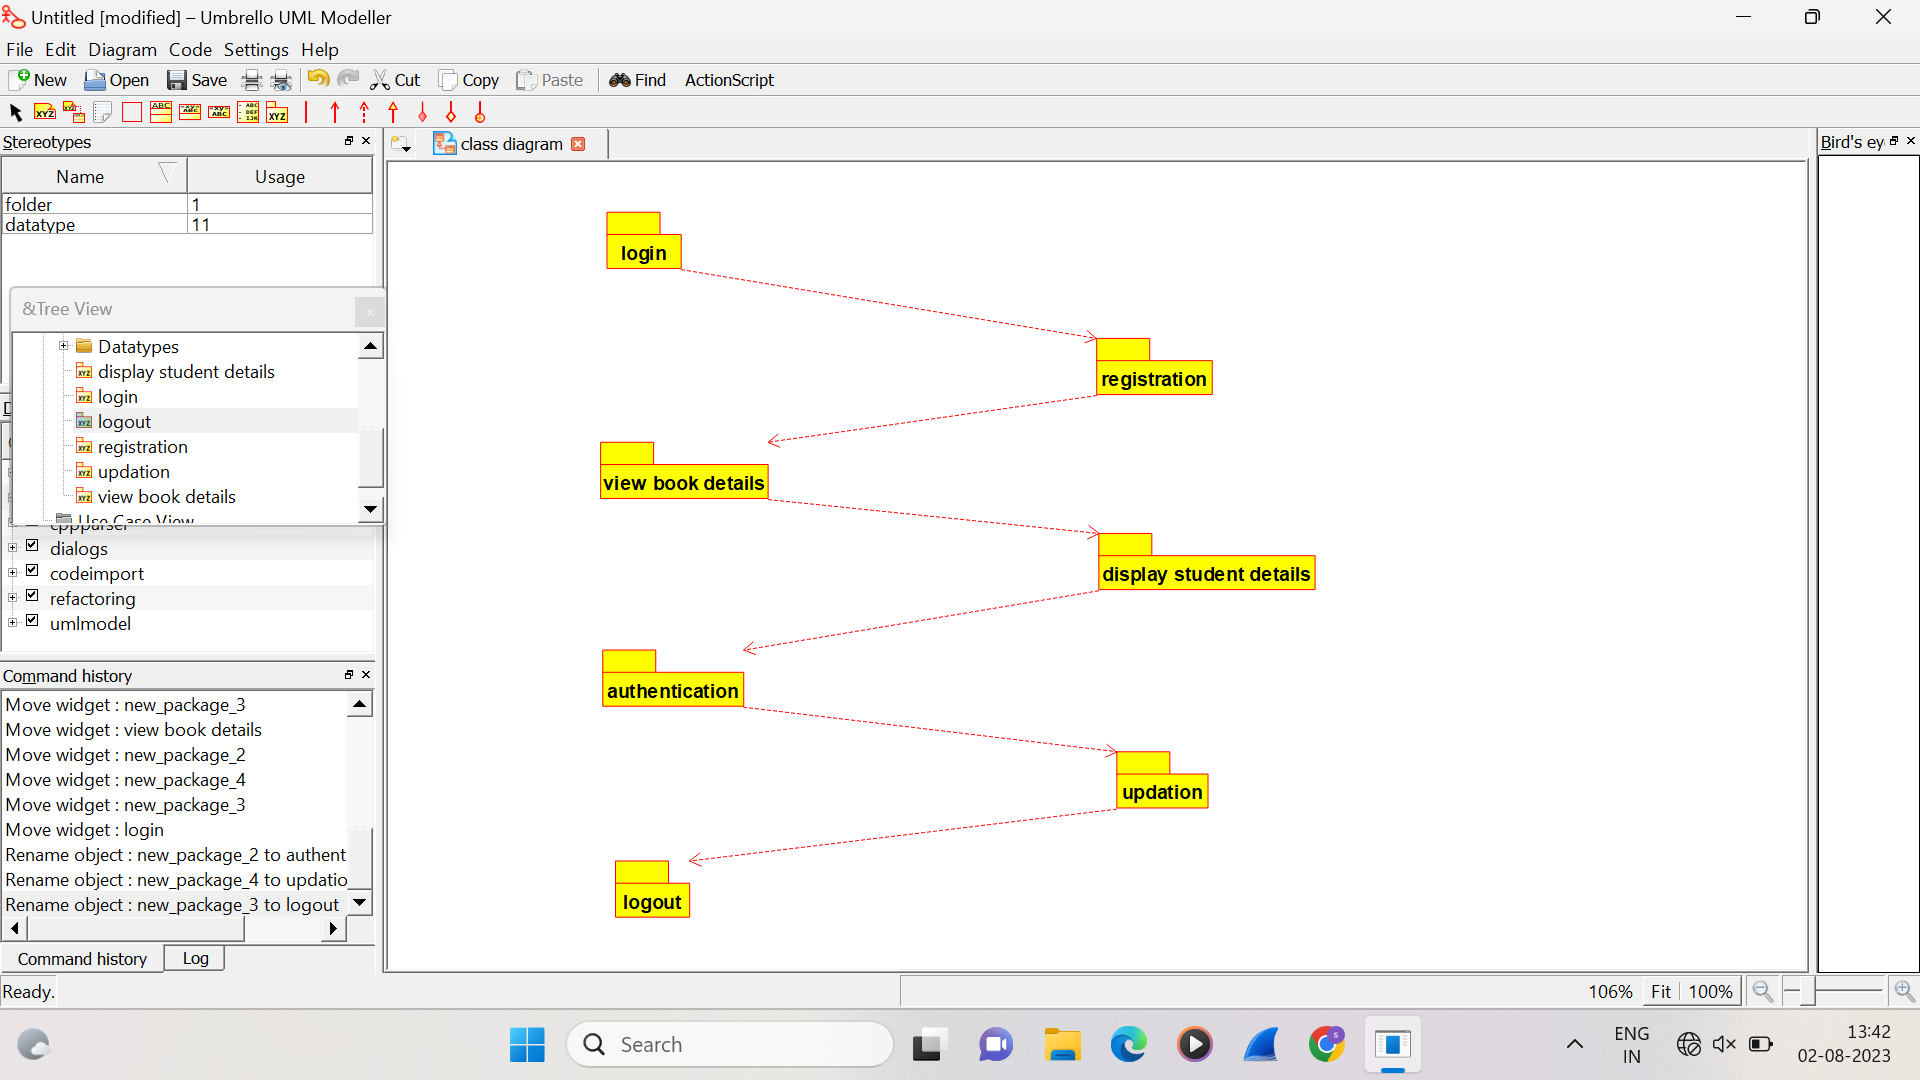 Untitled [modified] – Umbrello UML Modeller
File Edit Diagram Code Settings Help
New Open Save Cut Copy Paste Find ActionScript
Stereotypes
Name Usage
folder 1
datatype 11
&Tree View
Datatypes
display student details
login
logout
registration
updation
view book details
Use Case View
cppparser
dialogs
codeimport
refactoring
umlmodel
Command history
Move widget : new_package_3
Move widget : view book details
Move widget : new_package_2
Move widget : new_package_4
Move widget : new_package_3
Move widget : login
Rename object : new_package_2 to authent
Rename object : new_package_4 to updatio
Rename object : new_package_3 to logout
Command history Log
class diagram
login
registration
view book details
display student details
authentication
updation
logout
Bird's ey
Ready.
106% Fit 100%
Search
ENG
IN
13:42
02-08-2023